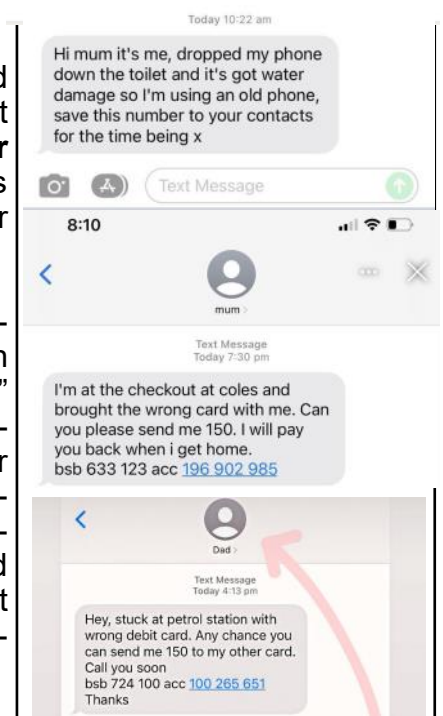 Today 10:22 am
Hi mum it's me, dropped my phone
down the toilet and it's got water
damage so I'm using an old phone,
save this number to your contacts
for the time being x
Text Message
8:10
mum >
Text Message
Today 7:30 pm
I'm at the checkout at coles and
brought the wrong card with me. Can
you please send me 150. I will pay
you back when i get home.
bsb 633 123 acc 196 902 985
Dad >
Text Message
Today 4:13 pm
Hey, stuck at petrol station with
wrong debit card. Any chance you
can send me 150 to my other card.
Call you soon
bsb 724 100 acc 100 265 651
Thanks